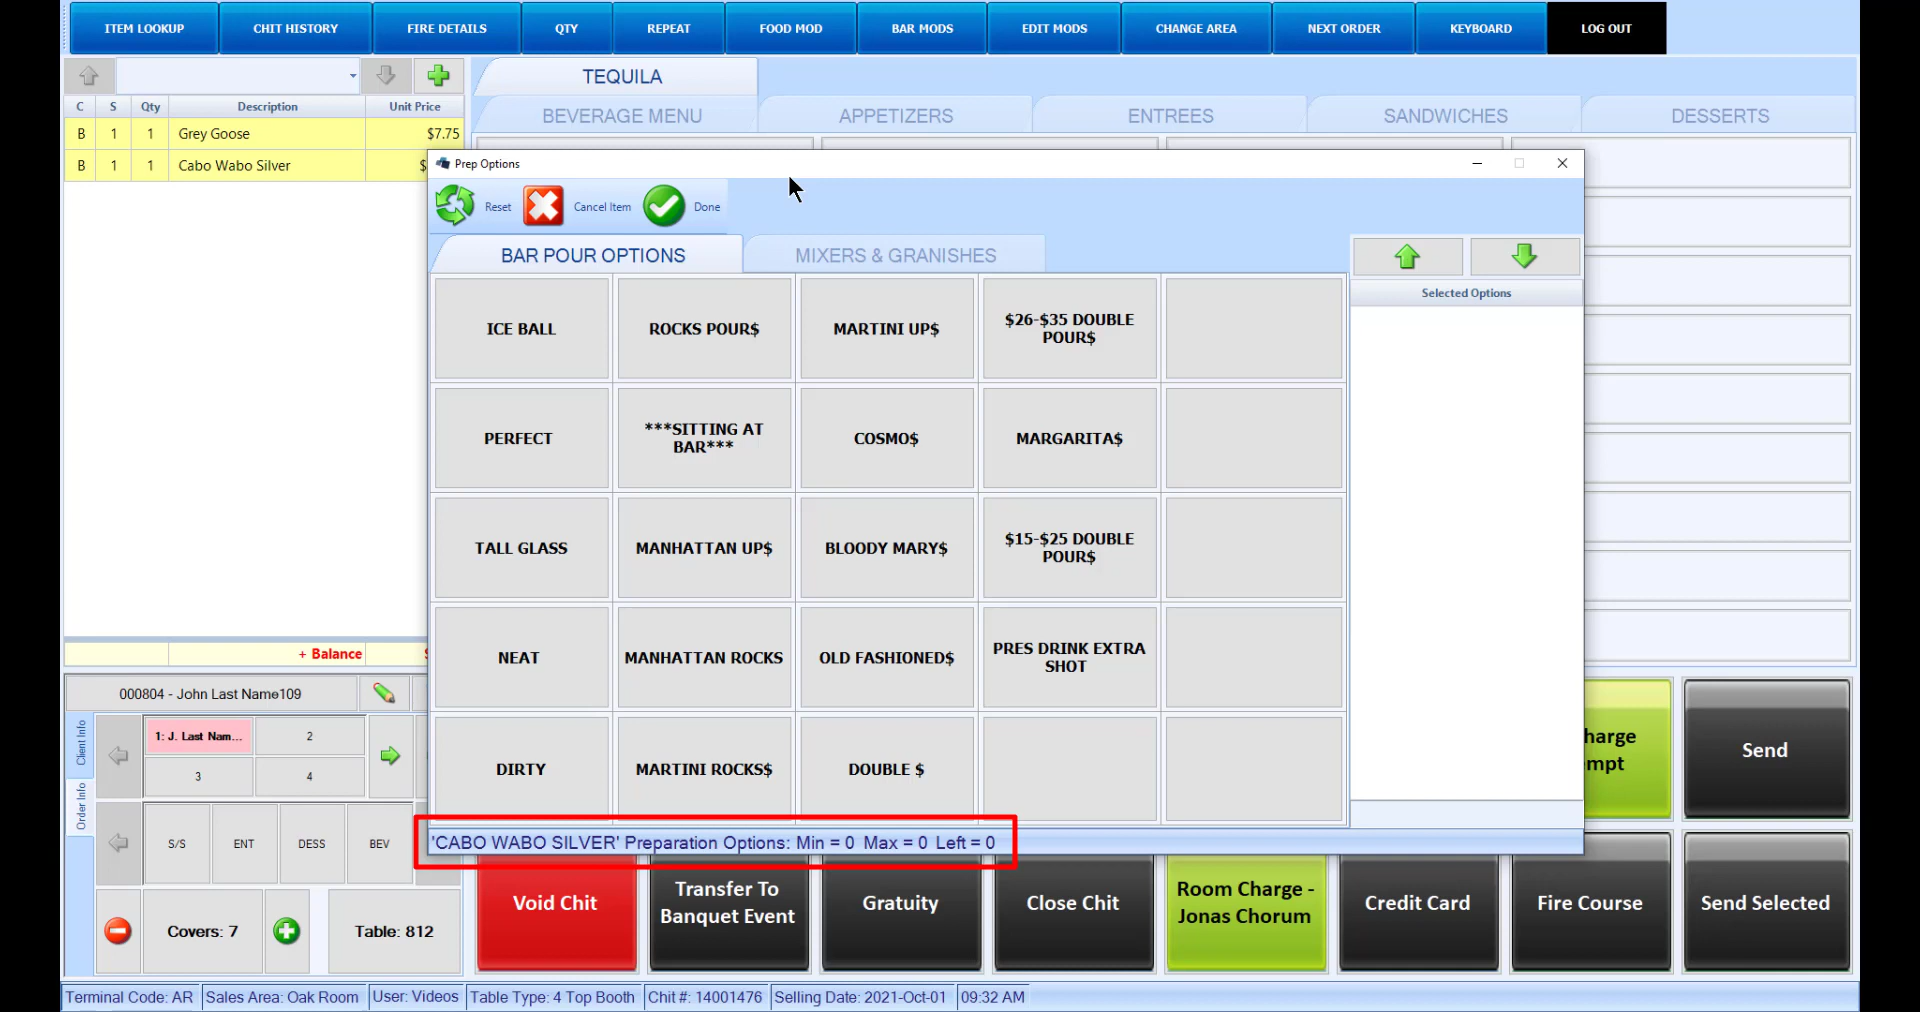 ITEM LOOKUP
CHIT HISTORY
FIRE DETAILS
QTY
REPEAT
FOOD MOD
BAR MODS
EDIT MODS
CHANGE AREA
NEXT ORDER
KEYBOARD
LOG OUT
TEQUILA
BEVERAGE MENU
APPETIZERS
ENTREES
SANDWICHES
DESSERTS
C S Qty Description Unit Price
B 1 1 Grey Goose $7.75
B 1 1 Cabo Wabo Silver $
Prep Options
Reset
Cancel Item
Done
BAR POUR OPTIONS
MIXERS & GRANISHES
Selected Options
ICE BALL
ROCKS POUR$
MARTINI UP$
$26-$35 DOUBLE
POUR$
PERFECT
***SITTING AT
BAR***
COSMO$
MARGARITA$
TALL GLASS
MANHATTAN UP$
BLOODY MARY$
$15-$25 DOUBLE
POUR$
NEAT
MANHATTAN ROCKS
OLD FASHIONED$
PRES DRINK EXTRA
SHOT
DIRTY
MARTINI ROCKS$
DOUBLE $
'CABO WABO SILVER' Preparation Options: Min = 0 Max = 0 Left = 0
+ Balance
000804 - John Last Name109
Client Info
Order Info
1: J. Last Nam...
2
3
4
S/S
ENT
DESS
BEV
Covers: 7
Table: 812
harge
mpt
Send
Void Chit
Transfer To
Banquet Event
Gratuity
Close Chit
Room Charge -
Jonas Chorum
Credit Card
Fire Course
Send Selected
Terminal Code: AR
Sales Area: Oak Room
User: Videos
Table Type: 4 Top Booth
Chit #: 14001476
Selling Date: 2021-Oct-01
09:32 AM